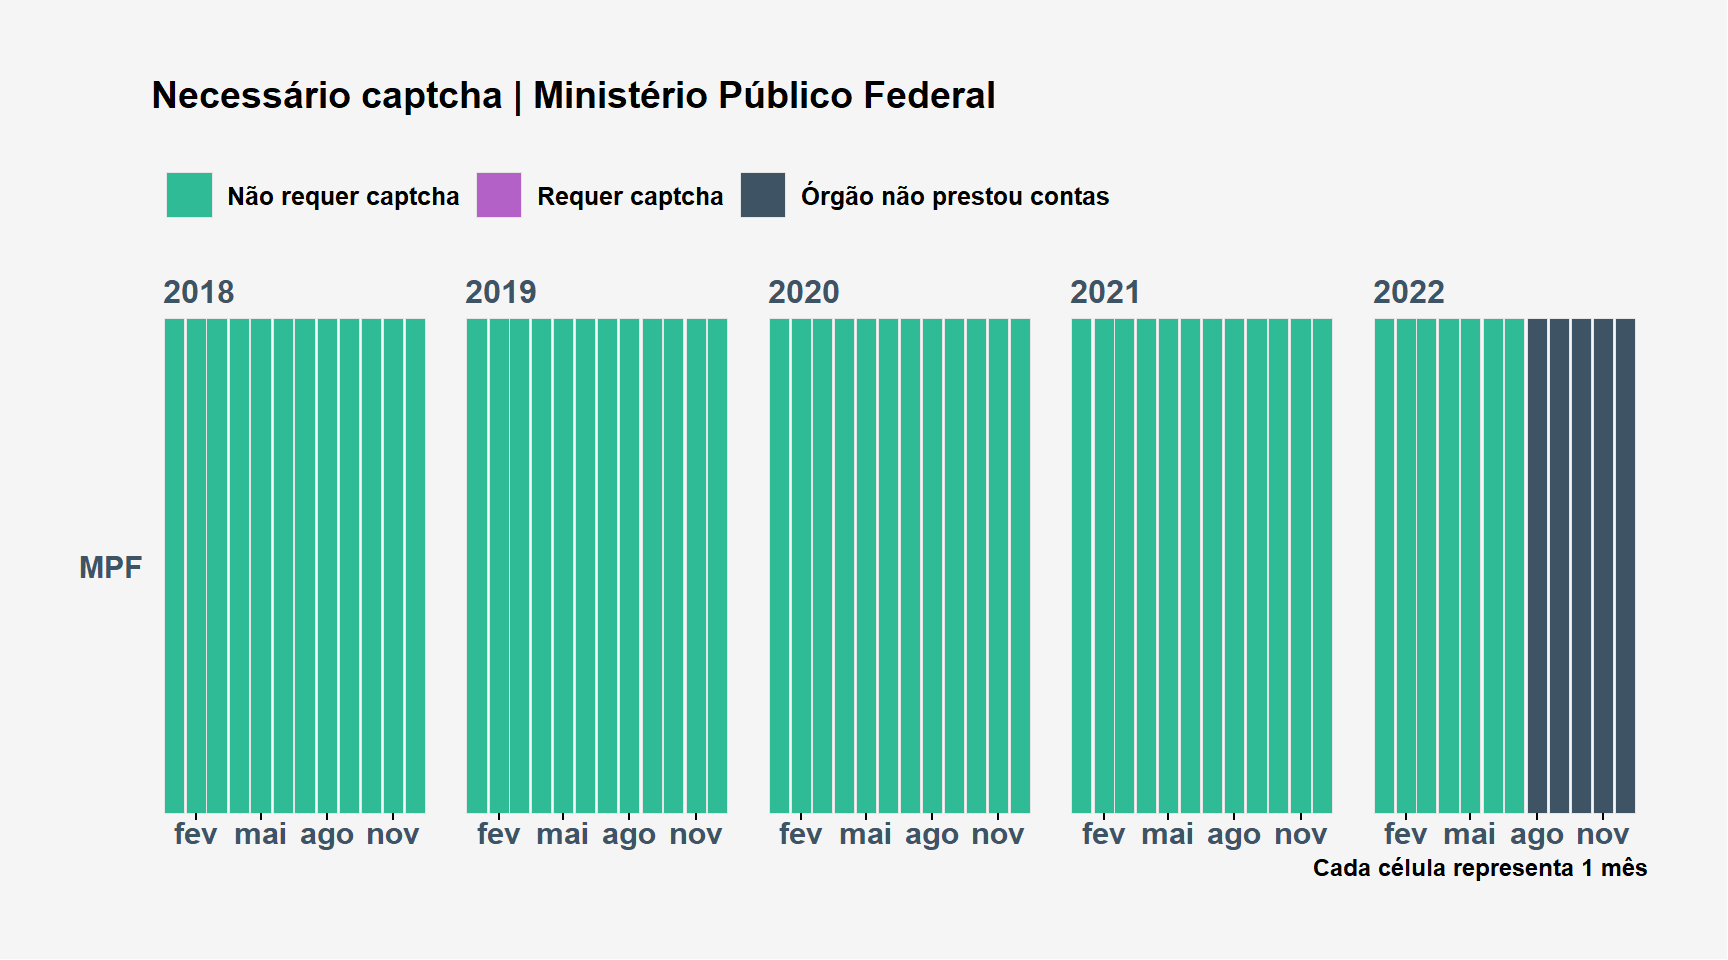 Necessário captcha | Ministério Público Federal
Não requer captcha Requer captcha Órgão não prestou contas
2018 2019 2020 2021 2022
MPF
fev mai ago nov fev mai ago nov fev mai ago nov fev mai ago nov fev mai ago nov
Cada célula representa 1 mês